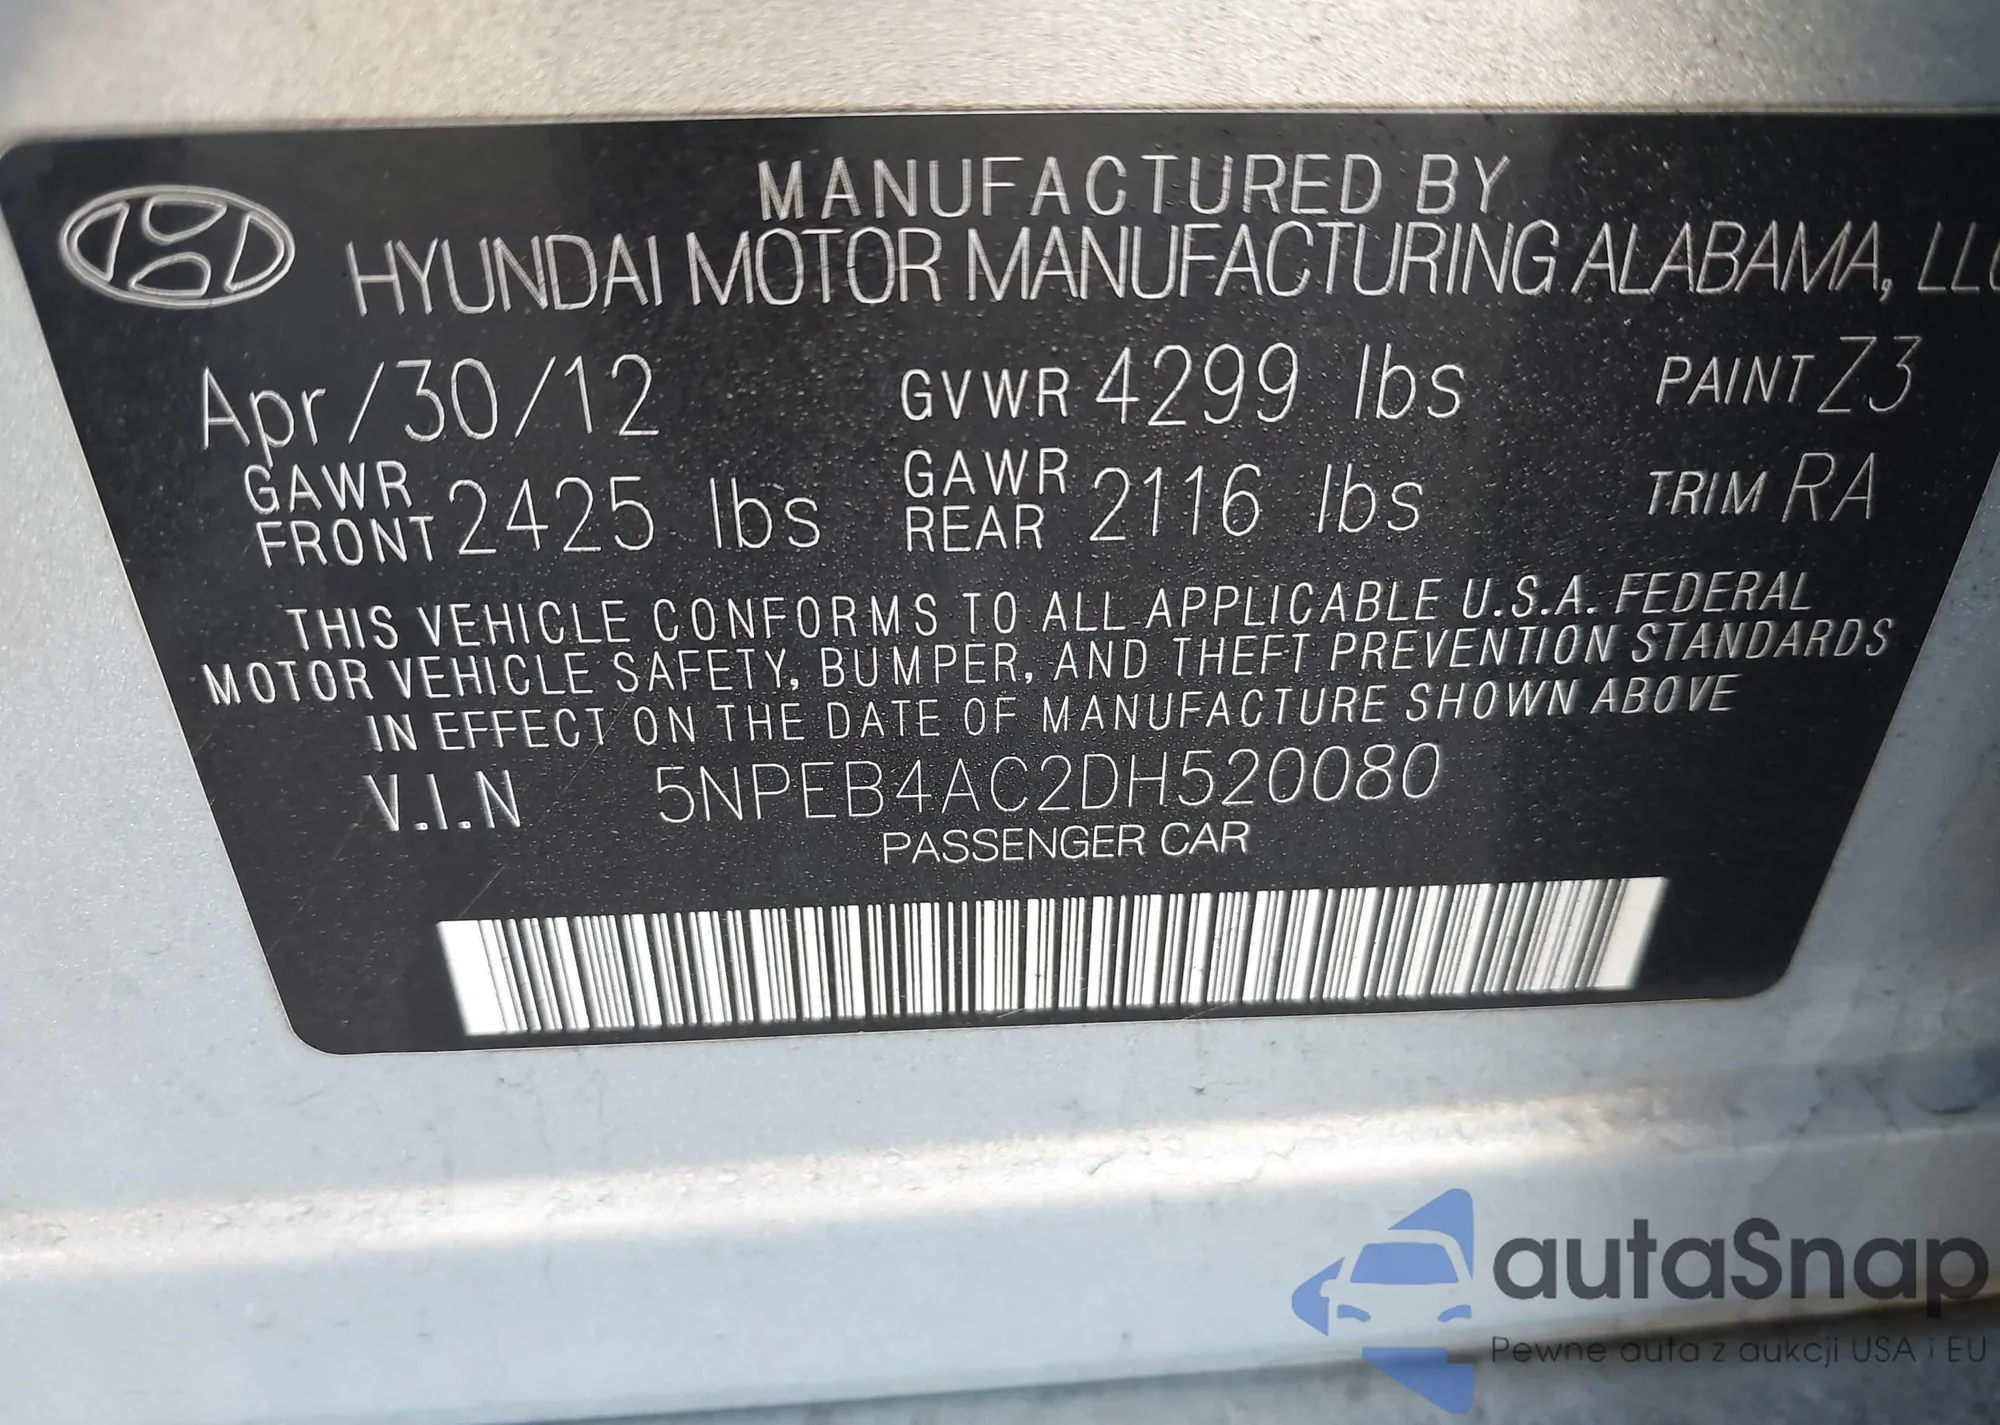 MANUFACTURED BY
HYUNDAI MOTOR MANUFACTURING ALABAMA, LLC
Apr/30/12 GVWR 4299 lbs PAINT Z3
GAWR FRONT 2425 lbs GAWR REAR 2116 lbs TRIM RA
THIS VEHICLE CONFORMS TO ALL APPLICABLE U.S.A. FEDERAL
MOTOR VEHICLE SAFETY, BUMPER, AND THEFT PREVENTION STANDARDS
IN EFFECT ON THE DATE OF MANUFACTURE SHOWN ABOVE
V.I.N 5NPEB4AC2DH520080
PASSENGER CAR
autaSnap
Pewne auta z aukcji USA i EU